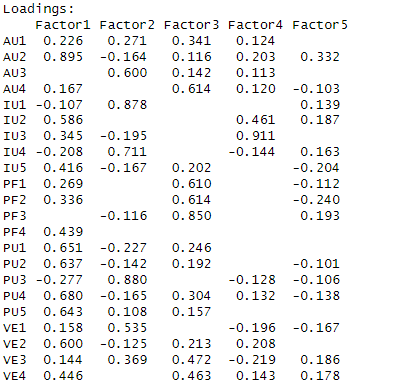 Loadings:
    Factor1 Factor2 Factor3 Factor4 Factor5
AU1  0.226   0.271   0.341   0.124
AU2  0.895  -0.164   0.116   0.203   0.332
AU3          0.600   0.142   0.113
AU4  0.167           0.614   0.120  -0.103
IU1 -0.107   0.878                   0.139
IU2  0.586                   0.461   0.187
IU3  0.345  -0.195           0.911
IU4 -0.208   0.711          -0.144   0.163
IU5  0.416  -0.167   0.202          -0.204
PF1  0.269           0.610          -0.112
PF2  0.336           0.614          -0.240
PF3         -0.116   0.850           0.193
PF4  0.439
PU1  0.651  -0.227   0.246
PU2  0.637  -0.142   0.192          -0.101
PU3 -0.277   0.880          -0.128  -0.106
PU4  0.680  -0.165   0.304   0.132  -0.138
PU5  0.643   0.108   0.157
VE1  0.158   0.535          -0.196  -0.167
VE2  0.600  -0.125   0.213   0.208
VE3  0.144   0.369   0.472  -0.219   0.186
VE4  0.446           0.463   0.143   0.178